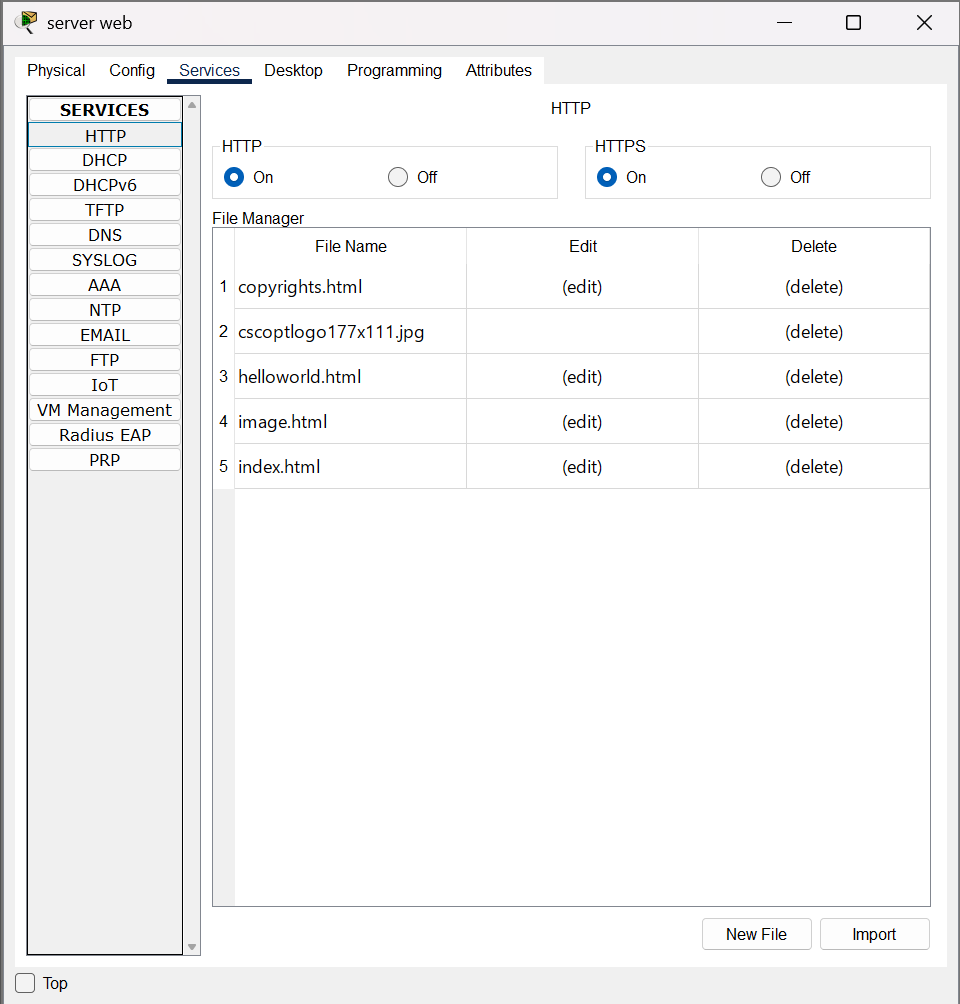 server web
Physical Config Services Desktop Programming Attributes
SERVICES
HTTP
DHCP
DHCPv6
TFTP
DNS
SYSLOG
AAA
NTP
EMAIL
FTP
IoT
VM Management
Radius EAP
PRP
HTTP
HTTP
On Off
HTTPS
On Off
File Manager
File Name Edit Delete
1 copyrights.html (edit) (delete)
2 cscoptlogo177x111.jpg (delete)
3 helloworld.html (edit) (delete)
4 image.html (edit) (delete)
5 index.html (edit) (delete)
New File Import
Top